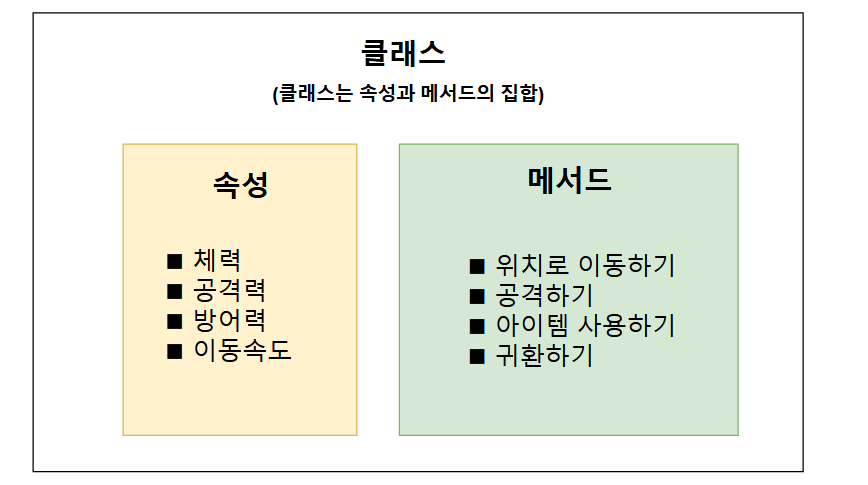 클래스
(클래스는 속성과 메서드의 집합)
속성
■ 체력
■ 공격력
■ 방어력
■ 이동속도
메서드
■ 위치로 이동하기
■ 공격하기
■ 아이템 사용하기
■ 귀환하기